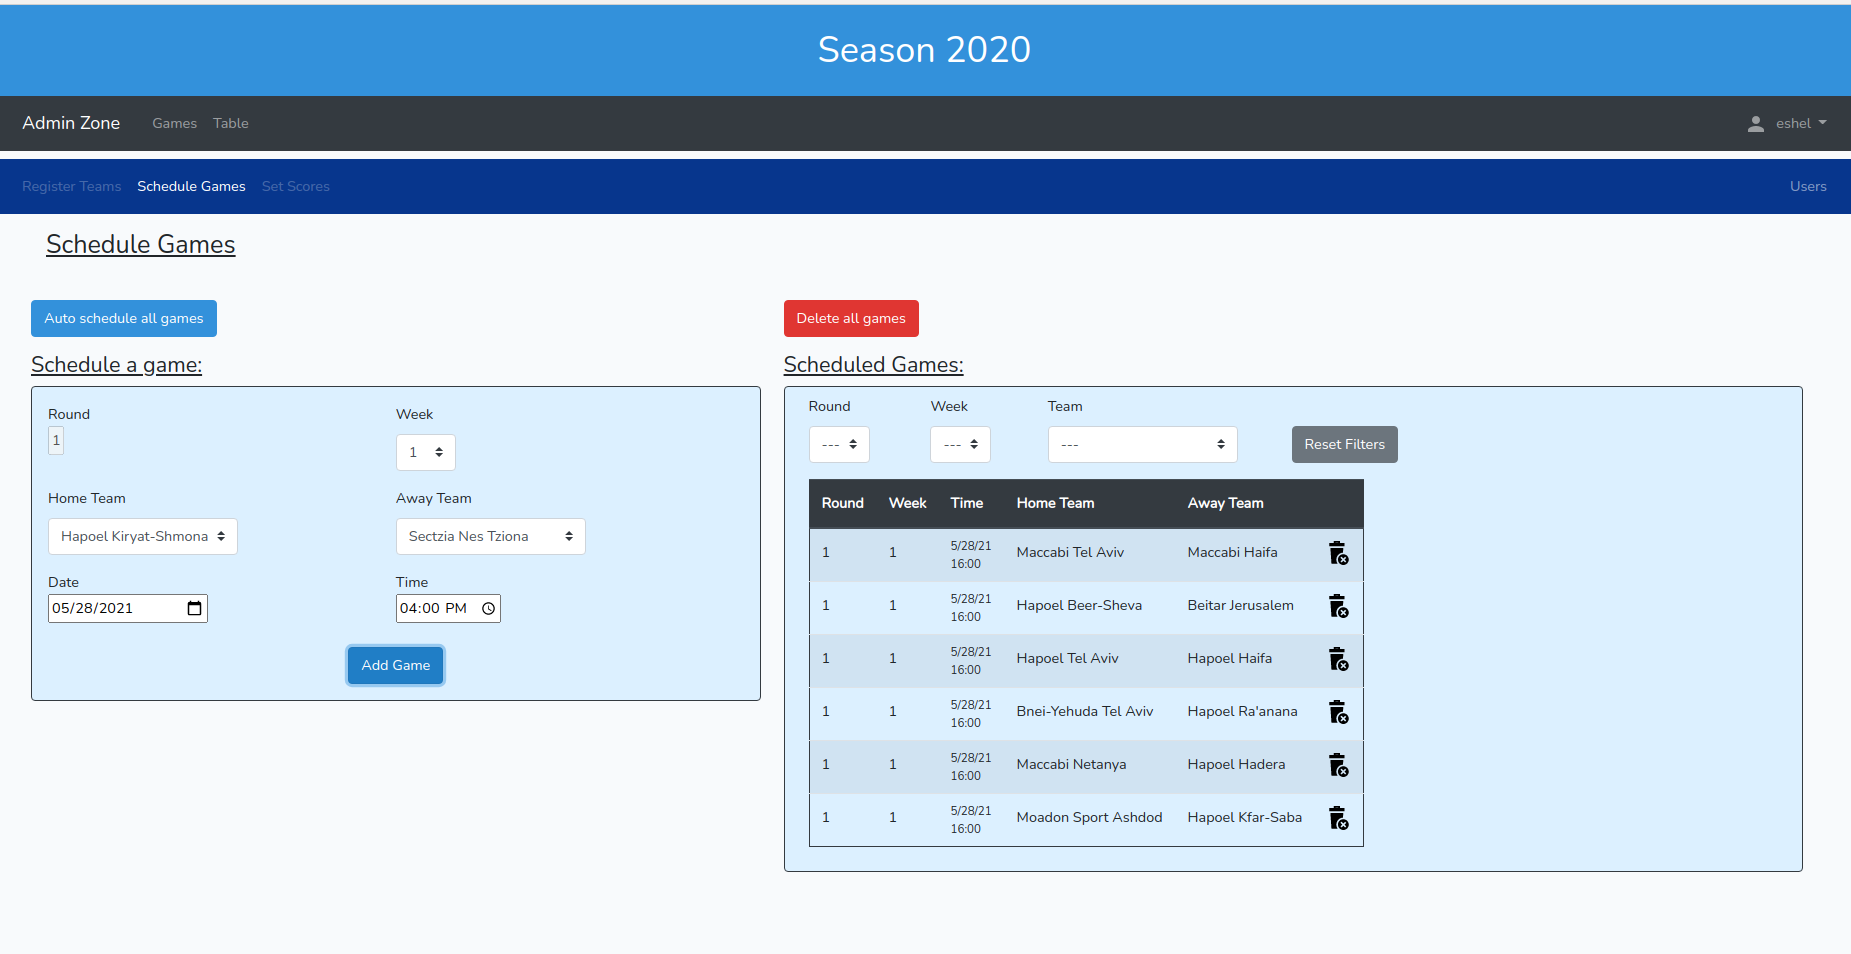 Season 2020
Admin Zone Games Table eshel
Register Teams Schedule Games Set Scores Users
Schedule Games
Auto schedule all games
Schedule a game:
Round Week
1 1
Home Team Away Team
Hapoel Kiryat-Shmona Sectzia Nes Tziona
Date Time
05/28/2021 04:00 PM
Add Game
Delete all games
Scheduled Games:
Round Week Team
--- --- --- Reset Filters
Round Week Time Home Team Away Team
1 1 5/28/21 16:00 Maccabi Tel Aviv Maccabi Haifa
1 1 5/28/21 16:00 Hapoel Beer-Sheva Beitar Jerusalem
1 1 5/28/21 16:00 Hapoel Tel Aviv Hapoel Haifa
1 1 5/28/21 16:00 Bnei-Yehuda Tel Aviv Hapoel Ra'anana
1 1 5/28/21 16:00 Maccabi Netanya Hapoel Hadera
1 1 5/28/21 16:00 Moadon Sport Ashdod Hapoel Kfar-Saba